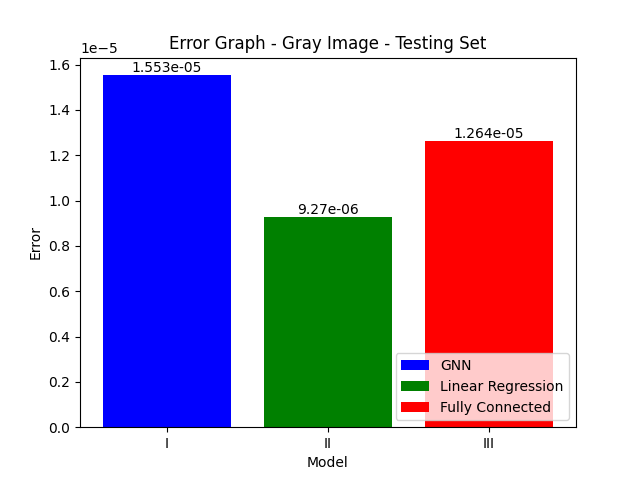 Error Graph - Gray Image - Testing Set
1e−5
1.6
1.4
1.2
1.0
0.8
0.6
0.4
0.2
0.0
Error
1.553e-05
9.27e-06
1.264e-05
GNN
Linear Regression
Fully Connected
I
II
III
Model